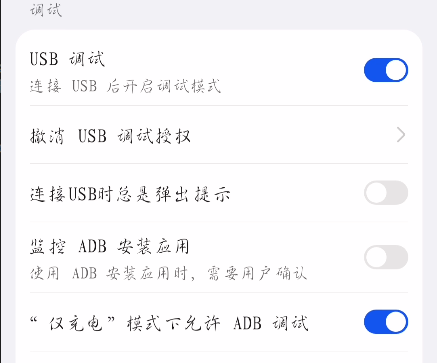 调试
USB 调试
连接 USB 后开启调试模式
撤消 USB 调试授权
连接USB时总是弹出提示
监控 ADB 安装应用
使用 ADB 安装应用时，需要用户确认
“仅充电”模式下允许 ADB 调试